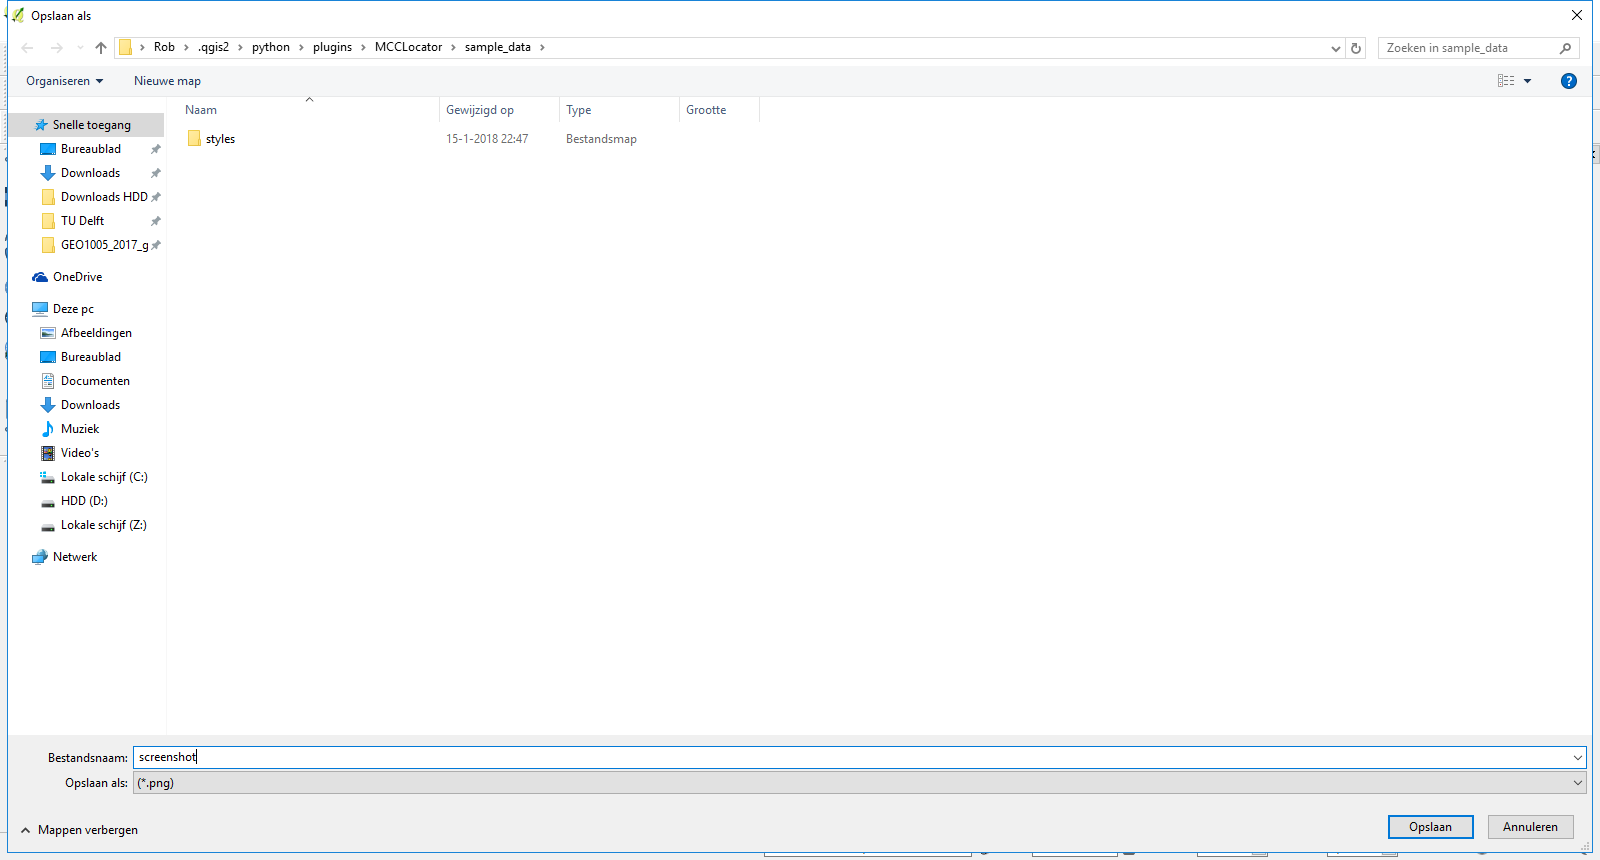 Opslaan als
Rob .qgis2 python plugins MCCLocator sample_data
Zoeken in sample_data
Organiseren Nieuwe map
?
Naam Gewijzigd op Type Grootte
styles 15-1-2018 22:47 Bestandsmap
Snelle toegang
Bureaublad
Downloads
Downloads HDD
TU Delft
GEO1005_2017_g
OneDrive
Deze pc
Afbeeldingen
Bureaublad
Documenten
Downloads
Muziek
Video's
Lokale schijf (C:)
HDD (D:)
Lokale schijf (Z:)
Netwerk
Bestandsnaam: screenshot
Opslaan als: (*.png)
Mappen verbergen
Opslaan Annuleren